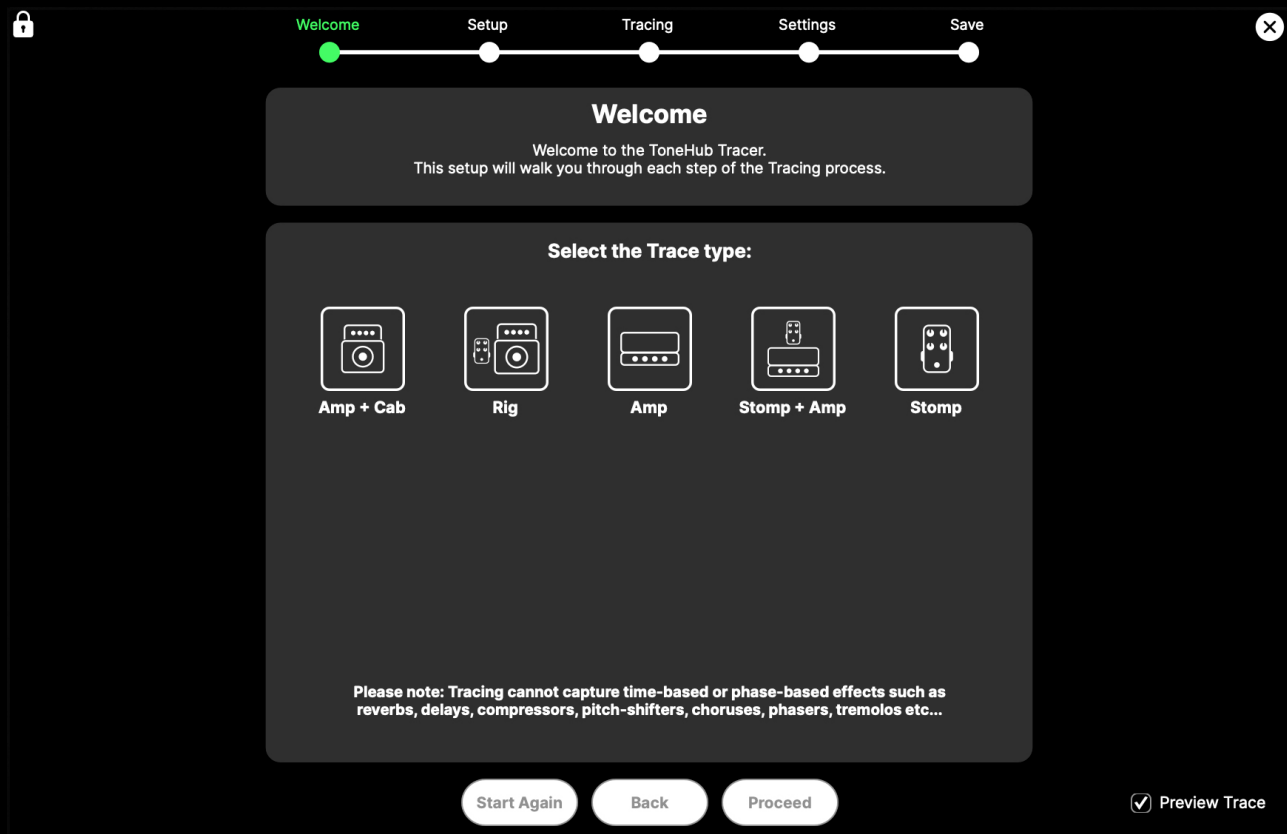 Welcome
Setup
Tracing
Settings
Save
Welcome
Welcome to the ToneHub Tracer.
This setup will walk you through each step of the Tracing process.
Select the Trace type:
Amp + Cab
Rig
Amp
Stomp + Amp
Stomp
Please note: Tracing cannot capture time-based or phase-based effects such as
reverbs, delays, compressors, pitch-shifters, choruses, phasers, tremolos etc...
Start Again
Back
Proceed
Preview Trace